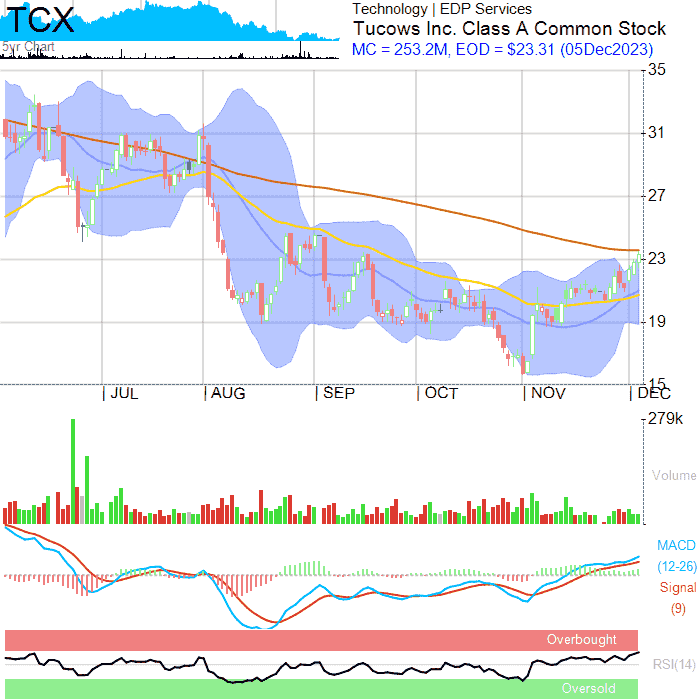 TCX
5yr Chart
Technology | EDP Services
Tucows Inc. Class A Common Stock
MC = 253.2M, EOD = $23.31 (05Dec2023)
35
31
27
23
19
15
JUL
AUG
SEP
OCT
NOV
DEC
279k
Volume
MACD
(12-26)
Signal
(9)
Overbought
RSI(14)
Oversold